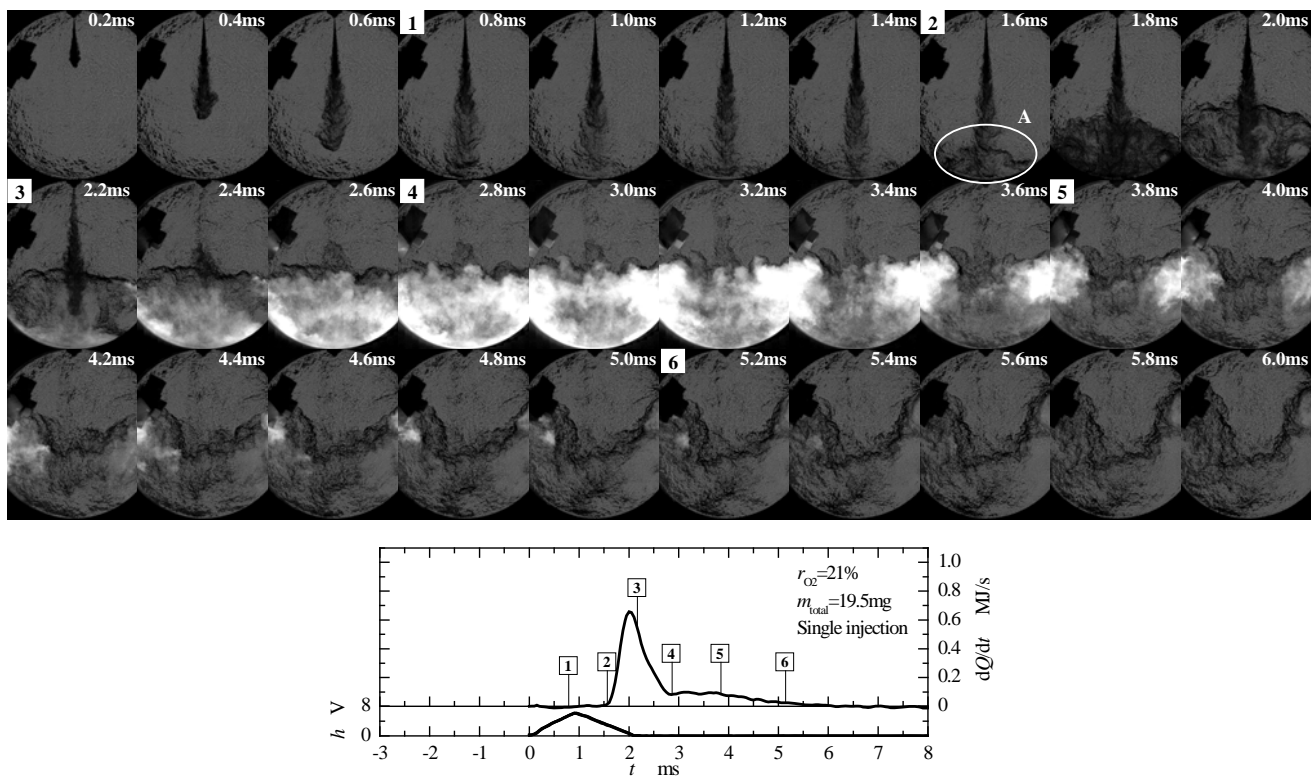 0.2ms 0.4ms 0.6ms 1 0.8ms 1.0ms 1.2ms 1.4ms 2 1.6ms 1.8ms 2.0ms
A
3 2.2ms 2.4ms 2.6ms 4 2.8ms 3.0ms 3.2ms 3.4ms 3.6ms 5 3.8ms 4.0ms
4.2ms 4.4ms 4.6ms 4.8ms 5.0ms 6 5.2ms 5.4ms 5.6ms 5.8ms 6.0ms
1.0
r_O2=21%
0.8
m_total=19.5mg
3
0.6
Single injection
0.4
1 2 4 5 6
0.2
8 0
0
h V
dQ/dt MJ/s
-3 -2 -1 0 1 2 3 4 5 6 7 8
t ms